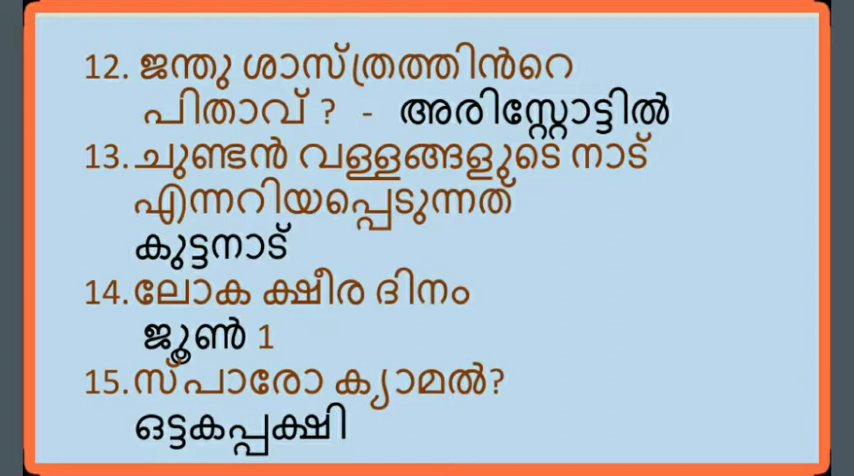 12. ജന്തു ശാസ്ത്രത്തിൻറെ
പിതാവ് ? - അരിസ്റ്റോട്ടിൽ
13.ചുണ്ടൻ വള്ളങ്ങളുടെ നാട്
എന്നറിയപ്പെടുന്നത്
കുട്ടനാട്
14.ലോക ക്ഷീര ദിനം
ജൂൺ 1
15.സ്പാരോ ക്യാമൽ?
ഒട്ടകപ്പക്ഷി